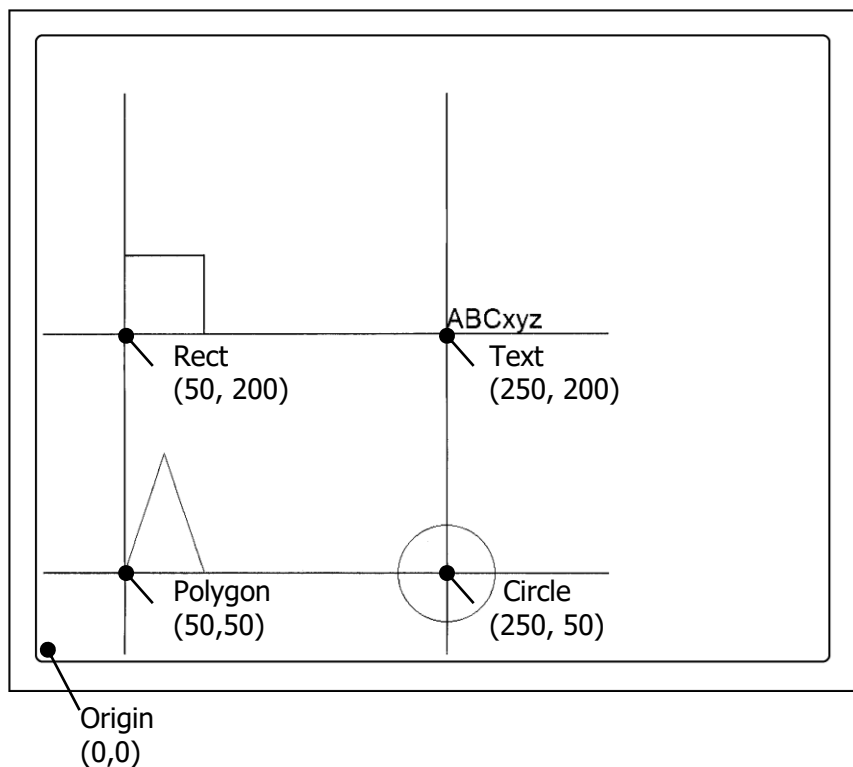 ABCxyz
Rect
(50, 200)
Text
(250, 200)
Polygon
(50,50)
Circle
(250, 50)
Origin
(0,0)